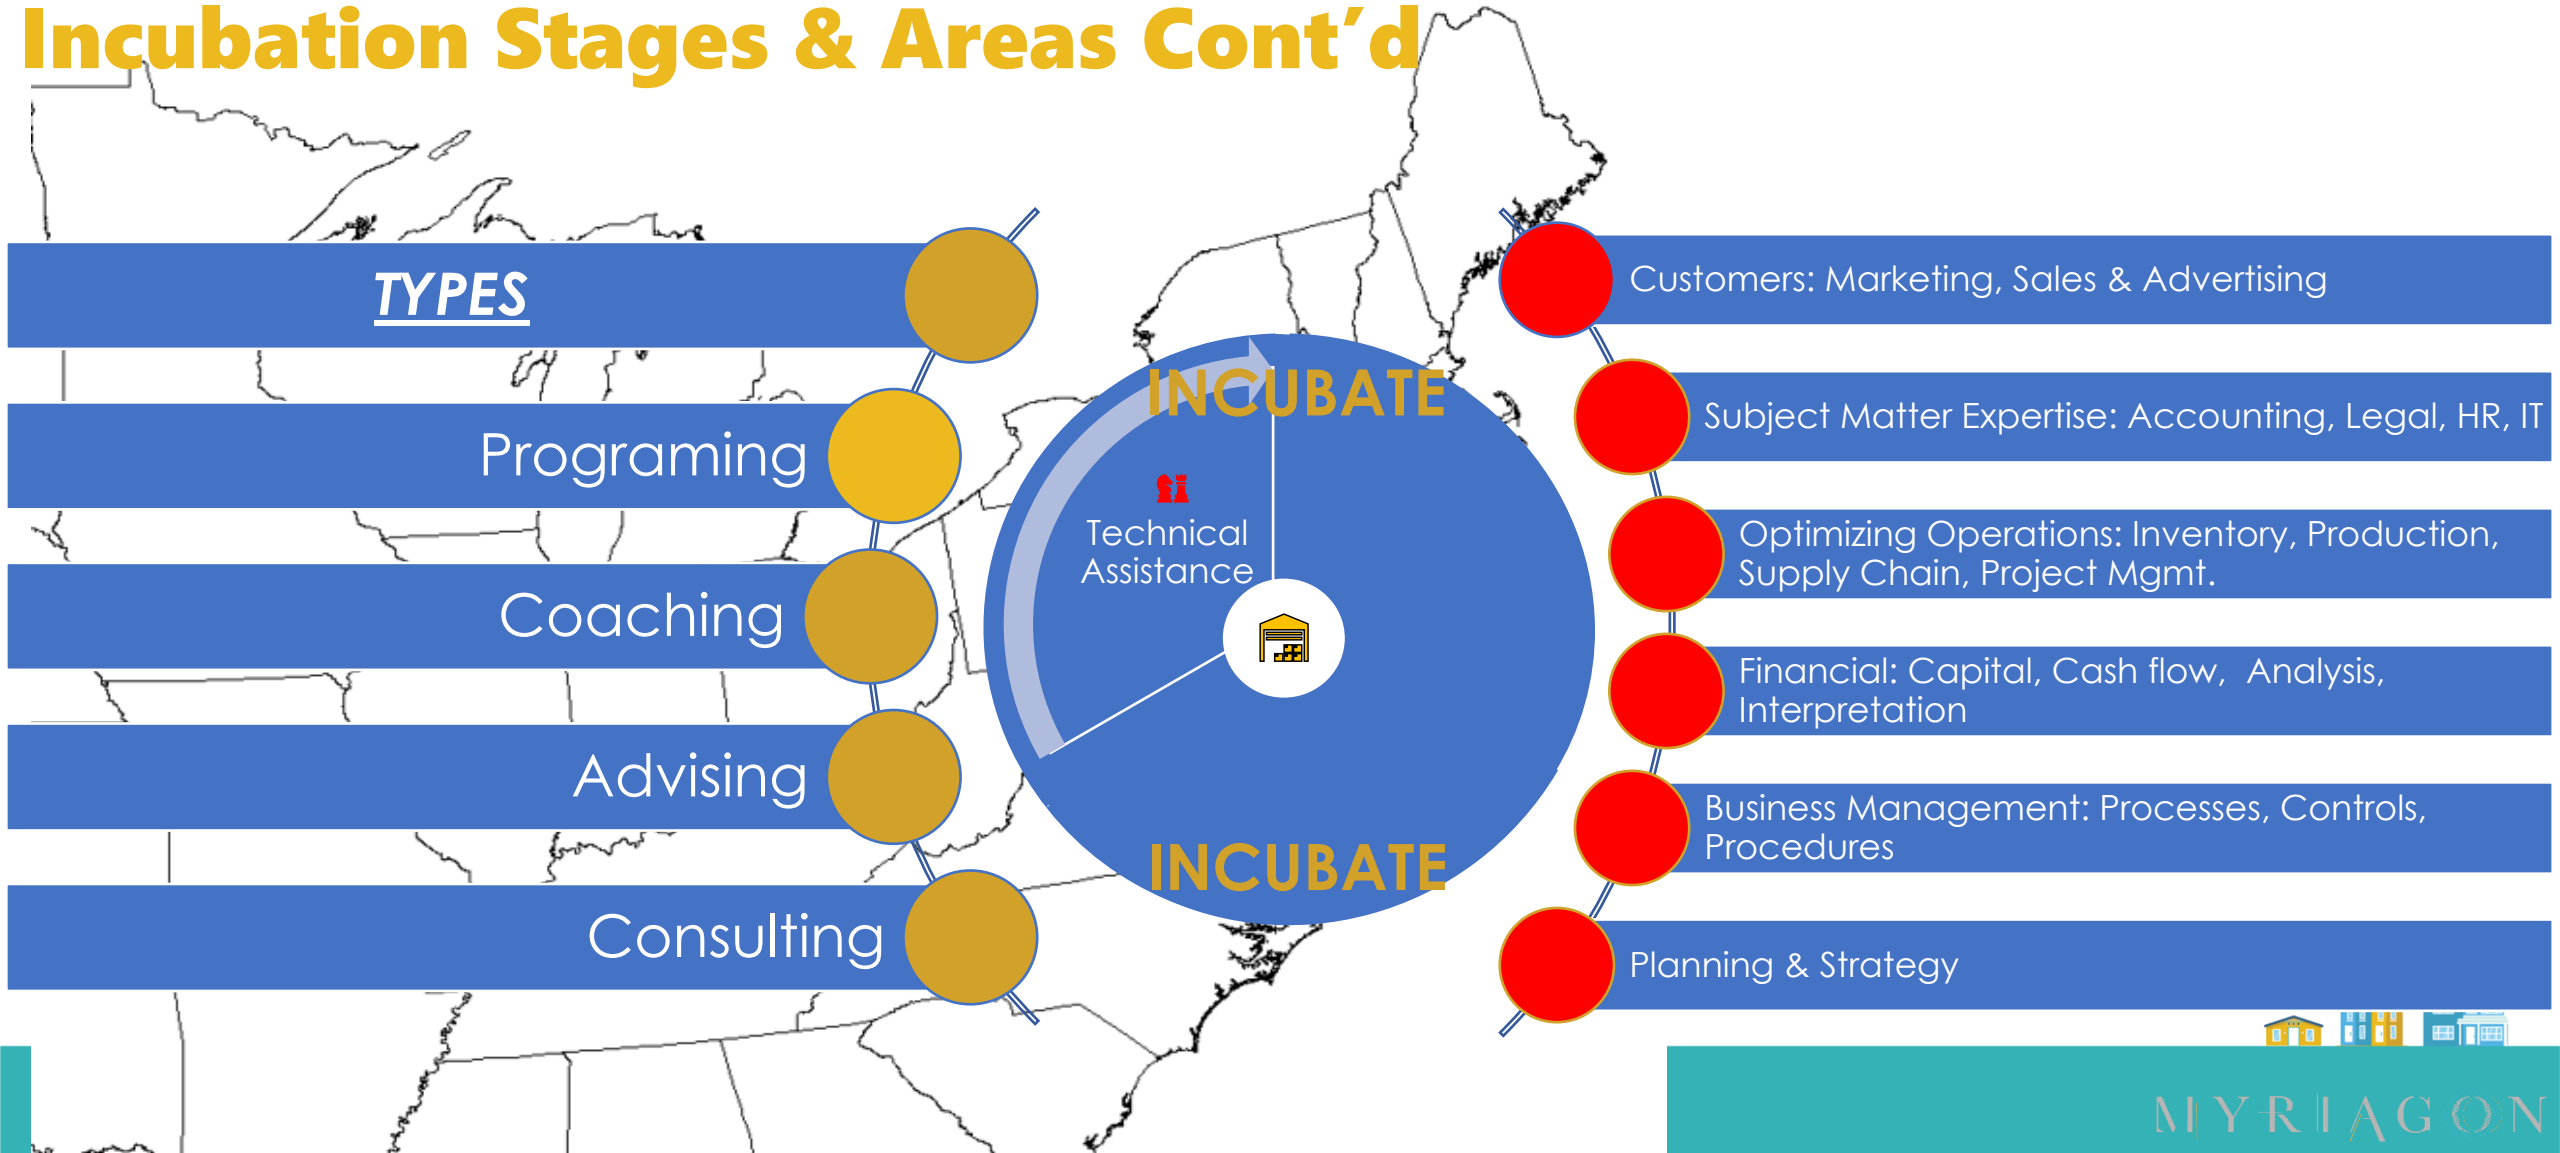 Incubation Stages & Areas Cont’d
TYPES
Programing
Coaching
Advising
Consulting
INCUBATE
Technical
Assistance
INCUBATE
Customers: Marketing, Sales & Advertising
Subject Matter Expertise: Accounting, Legal, HR, IT
Optimizing Operations: Inventory, Production,
Supply Chain, Project Mgmt.
Financial: Capital, Cash flow,  Analysis,
Interpretation
Business Management: Processes, Controls,
Procedures
Planning & Strategy
MYRIAGON